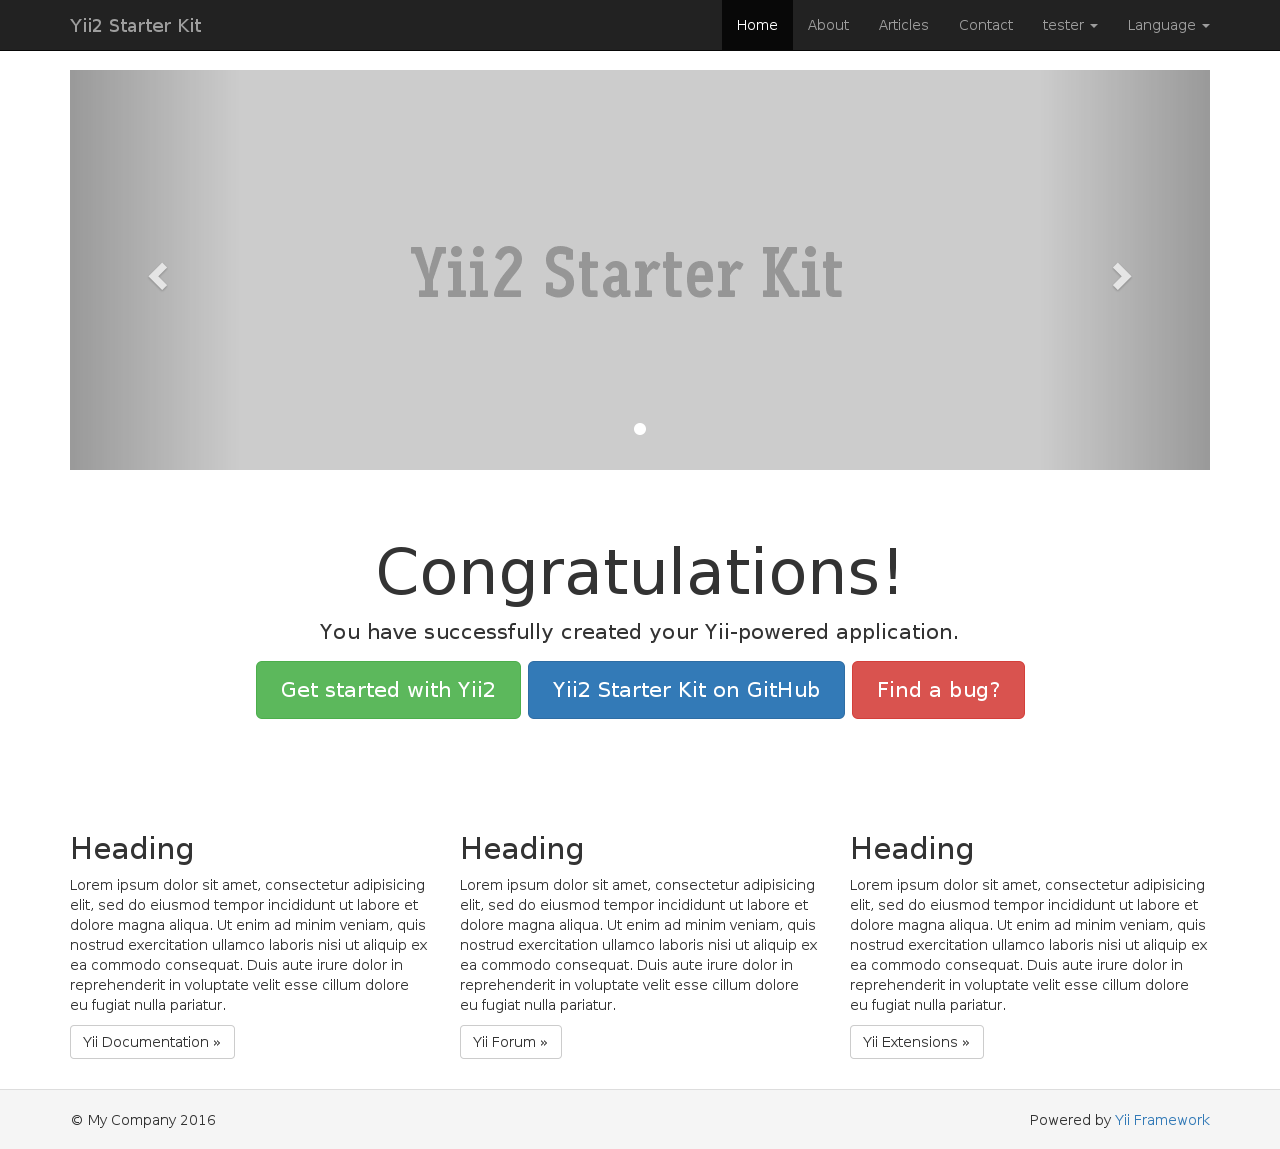 Yii2 Starter Kit
Home About Articles Contact tester Language
Yii2 Starter Kit
Congratulations!
You have successfully created your Yii-powered application.
Get started with Yii2 Yii2 Starter Kit on GitHub Find a bug?
Heading
Lorem ipsum dolor sit amet, consectetur adipisicing
elit, sed do eiusmod tempor incididunt ut labore et
dolore magna aliqua. Ut enim ad minim veniam, quis
nostrud exercitation ullamco laboris nisi ut aliquip ex
ea commodo consequat. Duis aute irure dolor in
reprehenderit in voluptate velit esse cillum dolore
eu fugiat nulla pariatur.
Yii Documentation »
Heading
Lorem ipsum dolor sit amet, consectetur adipisicing
elit, sed do eiusmod tempor incididunt ut labore et
dolore magna aliqua. Ut enim ad minim veniam, quis
nostrud exercitation ullamco laboris nisi ut aliquip ex
ea commodo consequat. Duis aute irure dolor in
reprehenderit in voluptate velit esse cillum dolore
eu fugiat nulla pariatur.
Yii Forum »
Heading
Lorem ipsum dolor sit amet, consectetur adipisicing
elit, sed do eiusmod tempor incididunt ut labore et
dolore magna aliqua. Ut enim ad minim veniam, quis
nostrud exercitation ullamco laboris nisi ut aliquip ex
ea commodo consequat. Duis aute irure dolor in
reprehenderit in voluptate velit esse cillum dolore
eu fugiat nulla pariatur.
Yii Extensions »
© My Company 2016
Powered by Yii Framework